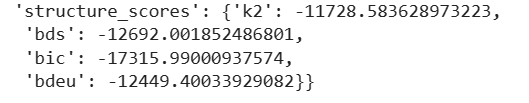 'structure_scores': {'k2': -11728.583628973223,
'bds': -12692.001852486801,
'bic': -17315.99000937574,
'bdeu': -12449.40033929082}}